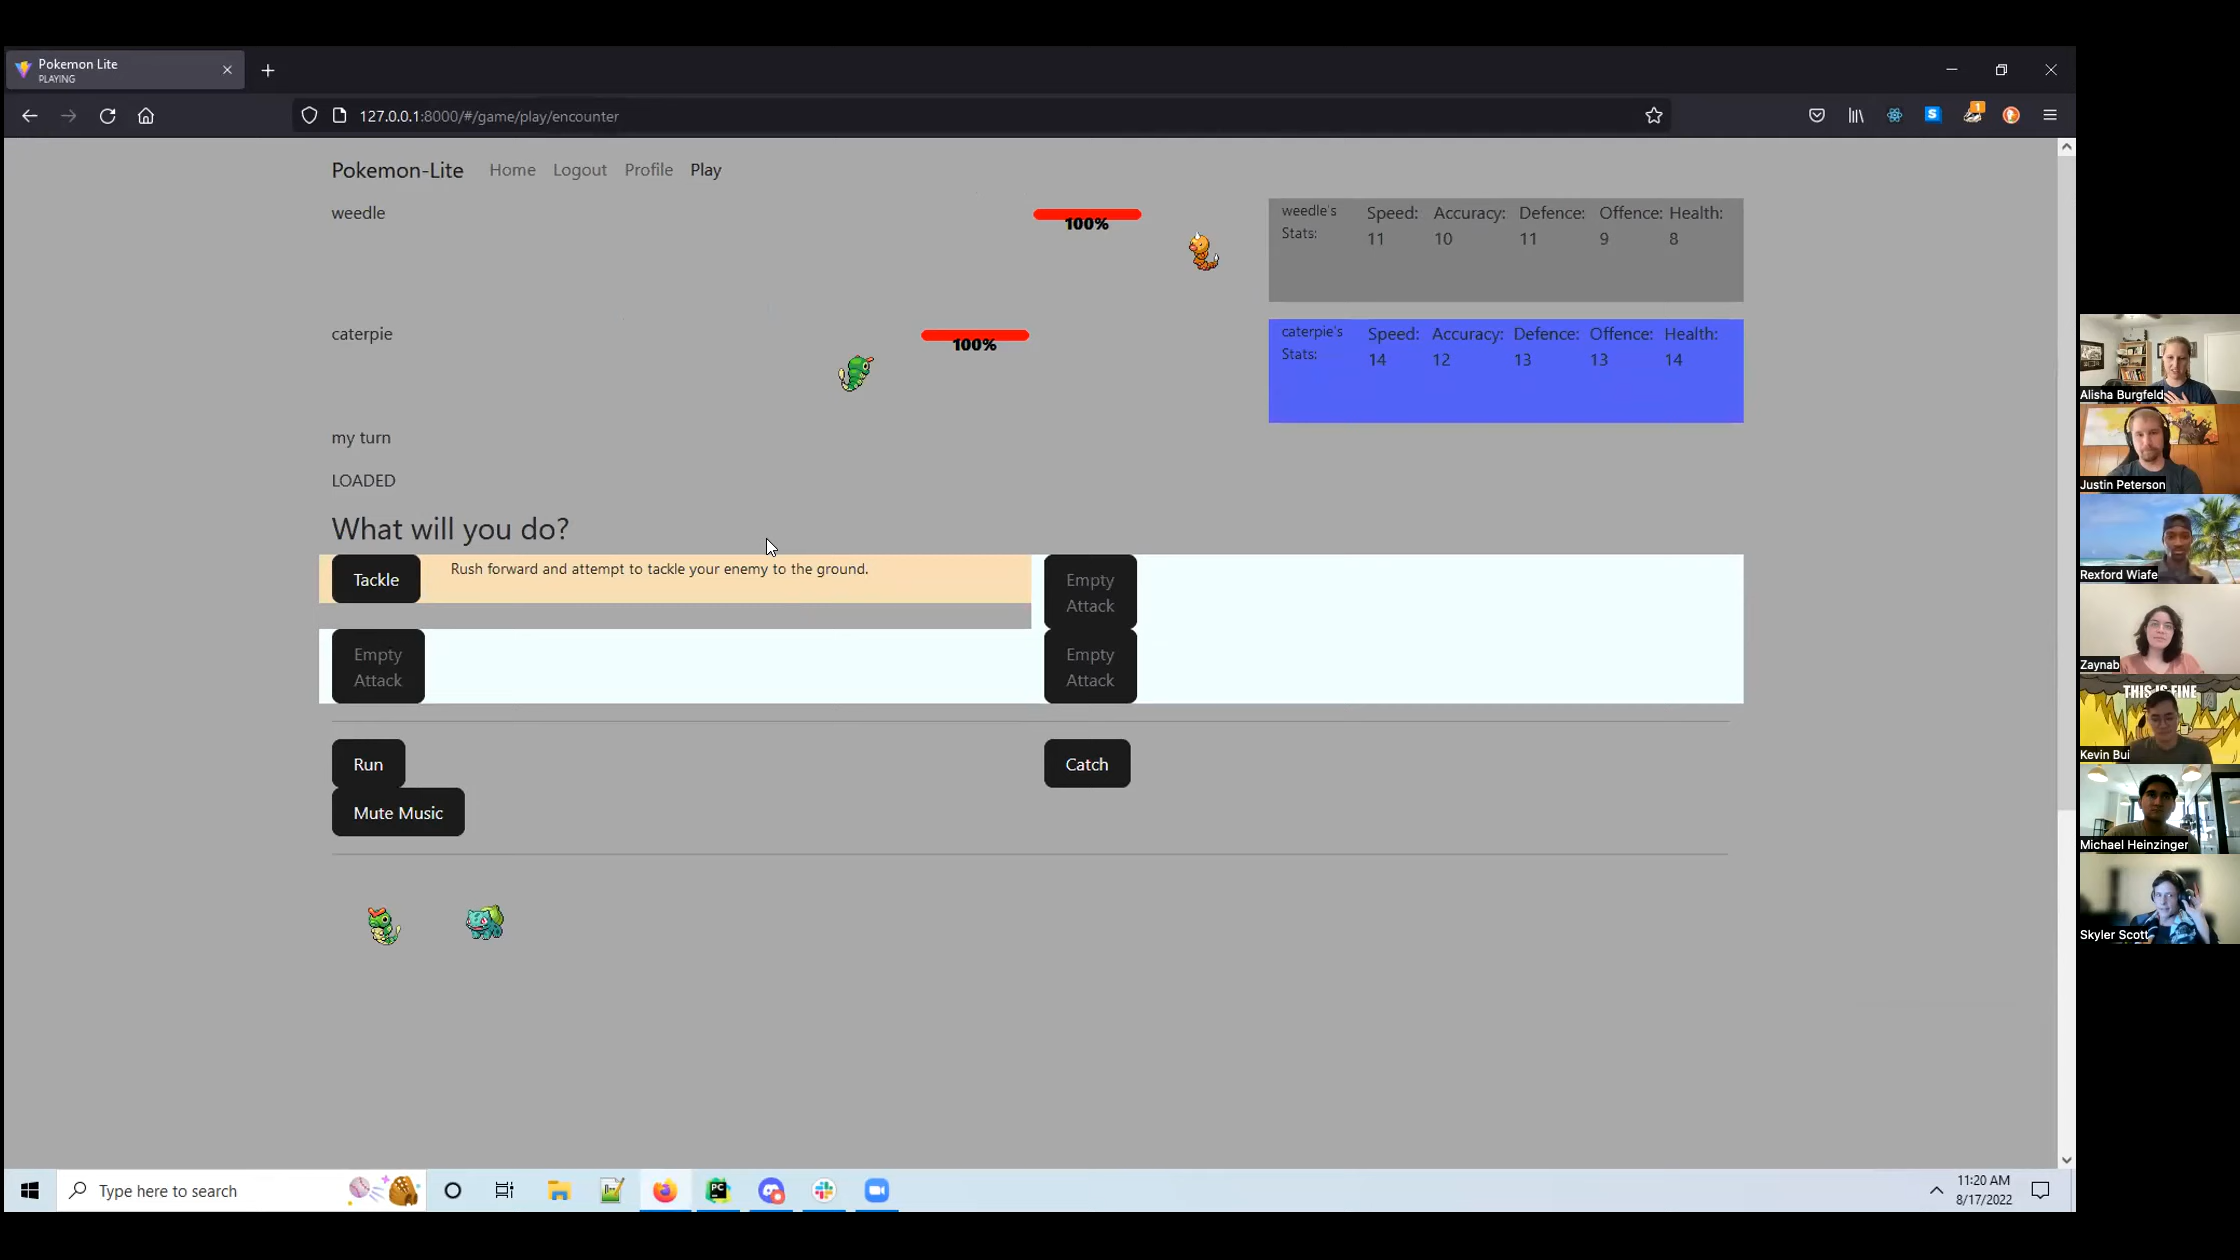 Pokemon Lite
PLAYING
127.0.0.1:8000/#/game/play/encounter
S
1
Pokemon-Lite Home Logout Profile Play
weedle
100%
weedle's Stats:
Speed: Accuracy: Defence: Offence: Health:
11 10 11 9 8
caterpie
100%
caterpie's Stats:
Speed: Accuracy: Defence: Offence: Health:
14 12 13 13 14
my turn
LOADED
What will you do?
Tackle Rush forward and attempt to tackle your enemy to the ground.
Empty Attack
Empty Attack
Empty Attack
Run
Catch
Mute Music
Alisha Burgfeld
Justin Peterson
Rexford Wiafe
Zaynab
THIS IS FINE
Kevin Bui
Michael Heinzinger
Skyler Scott
Type here to search
PC
11:20 AM
8/17/2022